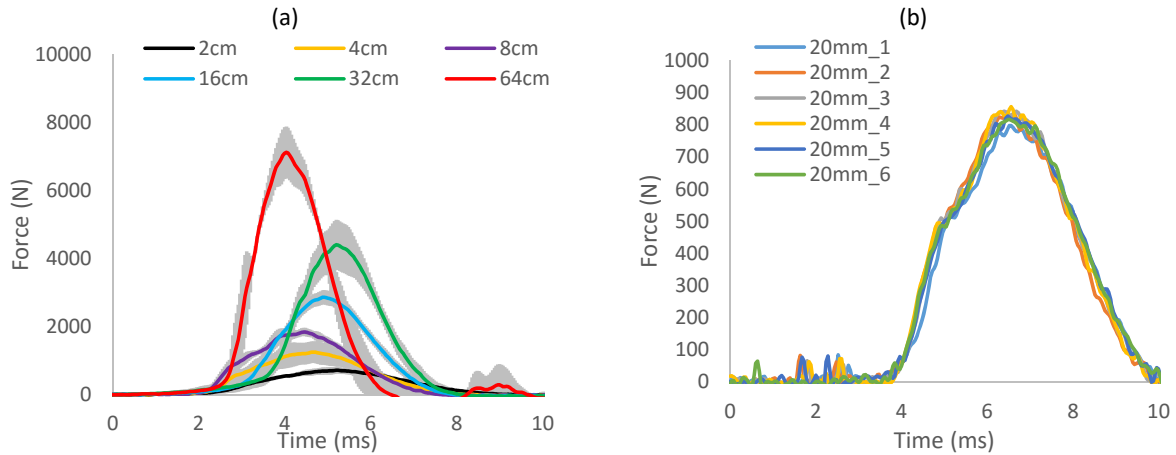 (a)
2cm 4cm 8cm
16cm 32cm 64cm
10000
8000
6000
4000
2000
0
Force (N)
0 2 4 6 8 10
Time (ms)
(b)
20mm_1
20mm_2
20mm_3
20mm_4
20mm_5
20mm_6
1000
900
800
700
600
500
400
300
200
100
0
Force (N)
0 2 4 6 8 10
Time (ms)